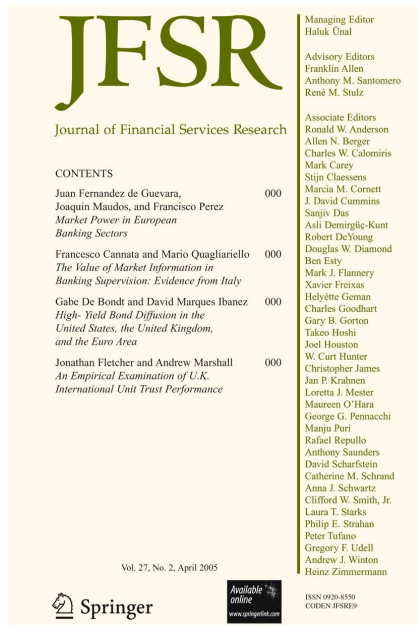 JFSR
Journal of Financial Services Research
CONTENTS
Juan Fernandez de Guevara, 000
Joaquin Maudos, and Francisco Perez
Market Power in European
Banking Sectors
Francesco Cannata and Mario Quagliariello 000
The Value of Market Information in
Banking Supervision: Evidence from Italy
Gabe De Bondt and David Marques Ibanez 000
High- Yield Bond Diffusion in the
United States, the United Kingdom,
and the Euro Area
Jonathan Fletcher and Andrew Marshall 000
An Empirical Examination of U.K.
International Unit Trust Performance
Vol. 27, No. 2, April 2005
Springer
Available
online
www.springerlink.com
Managing Editor
Haluk Ünal
Advisory Editors
Franklin Allen
Anthony M. Santomero
René M. Stulz
Associate Editors
Ronald W. Anderson
Allen N. Berger
Charles W. Calomiris
Mark Carey
Stijn Claessens
Marcia M. Cornett
J. David Cummins
Sanjiv Das
Asli Demirgüç-Kunt
Robert DeYoung
Douglas W. Diamond
Ben Esty
Mark J. Flannery
Xavier Freixas
Helyétte Geman
Charles Goodhart
Gary B. Gorton
Takeo Hoshi
Joel Houston
W. Curt Hunter
Christopher James
Jan P. Krahnen
Loretta J. Mester
Maureen O'Hara
George G. Pennacchi
Manju Puri
Rafael Repullo
Anthony Saunders
David Scharfstein
Catherine M. Schrand
Anna J. Schwartz
Clifford W. Smith, Jr.
Laura T. Starks
Philip E. Strahan
Peter Tufano
Gregory F. Udell
Andrew J. Winton
Heinz Zimmermann
ISSN 0920-8550
CODEN JFSRE9